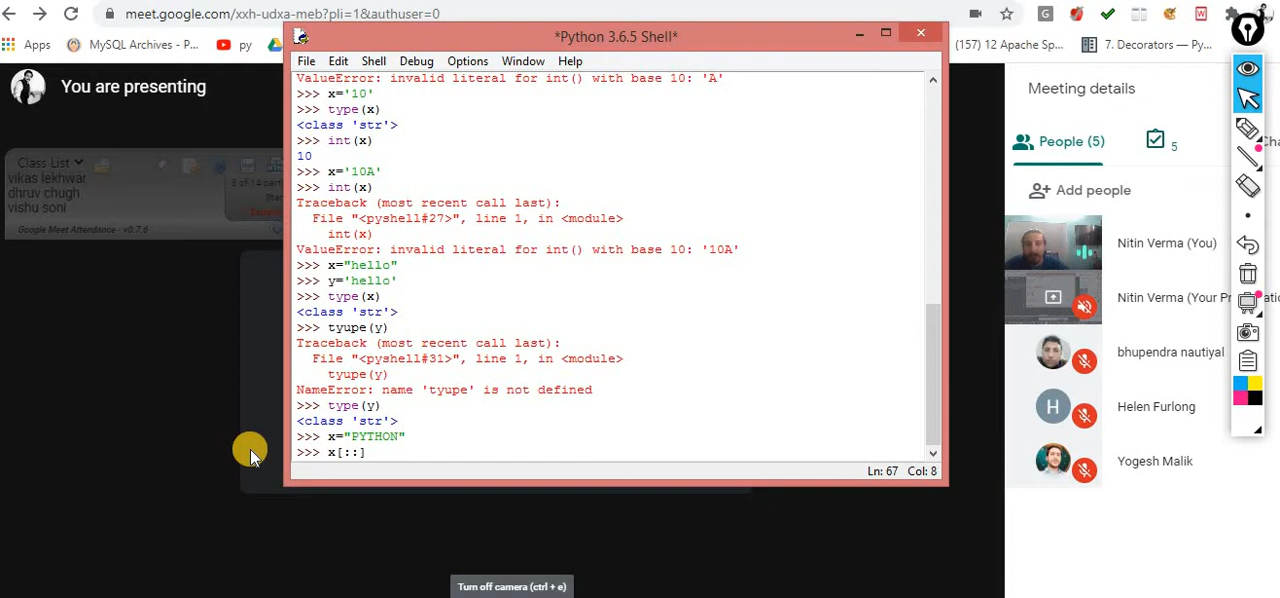 meet.google.com/xxh-udxa-meb?pli=1&authuser=0
Apps
MySQL Archives - P...
py
(157) 12 Apache Sp...
7. Decorators — Py...
You are presenting
Class List
vikas lekhwar
dhruv chugh
vishu soni
Google Meet Attendance - v0.7.6
*Python 3.6.5 Shell*
File Edit Shell Debug Options Window Help
ValueError: invalid literal for int() with base 10: 'A'
>>> x='10'
>>> type(x)
<class 'str'>
>>> int(x)
10
>>> x='10A'
>>> int(x)
Traceback (most recent call last):
File "<pyshell#27>", line 1, in <module>
int(x)
ValueError: invalid literal for int() with base 10: '10A'
>>> x="hello"
>>> y='hello'
>>> type(x)
<class 'str'>
>>> tyupe(y)
Traceback (most recent call last):
File "<pyshell#31>", line 1, in <module>
tyupe(y)
NameError: name 'tyupe' is not defined
>>> type(y)
<class 'str'>
>>> x="PYTHON"
>>> x[::]
Ln: 67 Col: 8
Turn off camera (ctrl + e)
Meeting details
People (5)
5
Add people
Nitin Verma (You)
Nitin Verma (Your
bhupendra nautiyal
H
Helen Furlong
Yogesh Malik